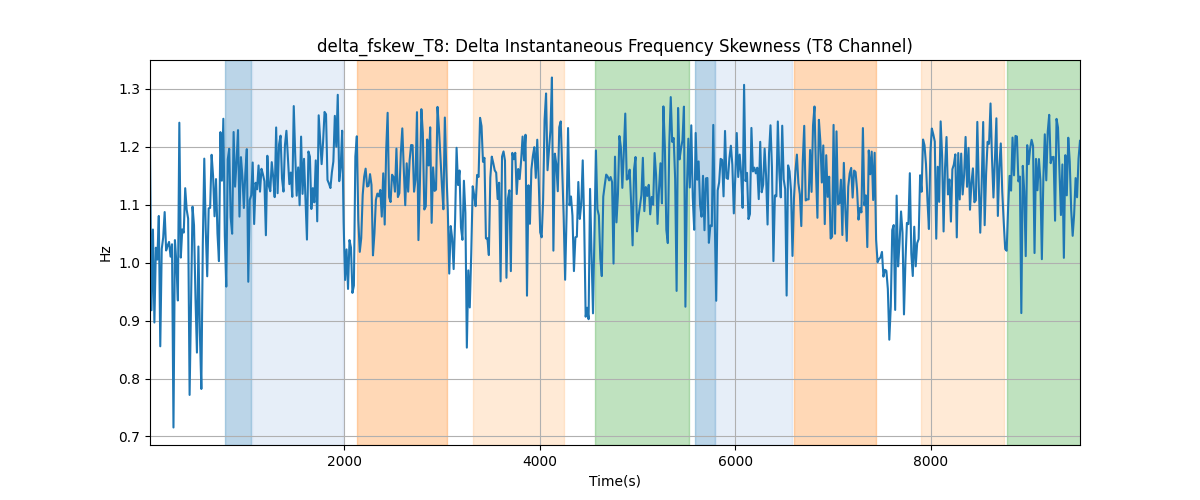 delta_fskew_T8: Delta Instantaneous Frequency Skewness (T8 Channel)
1.3
1.2
1.1
1.0
0.9
0.8
0.7
Hz
2000 4000 6000 8000
Time(s)